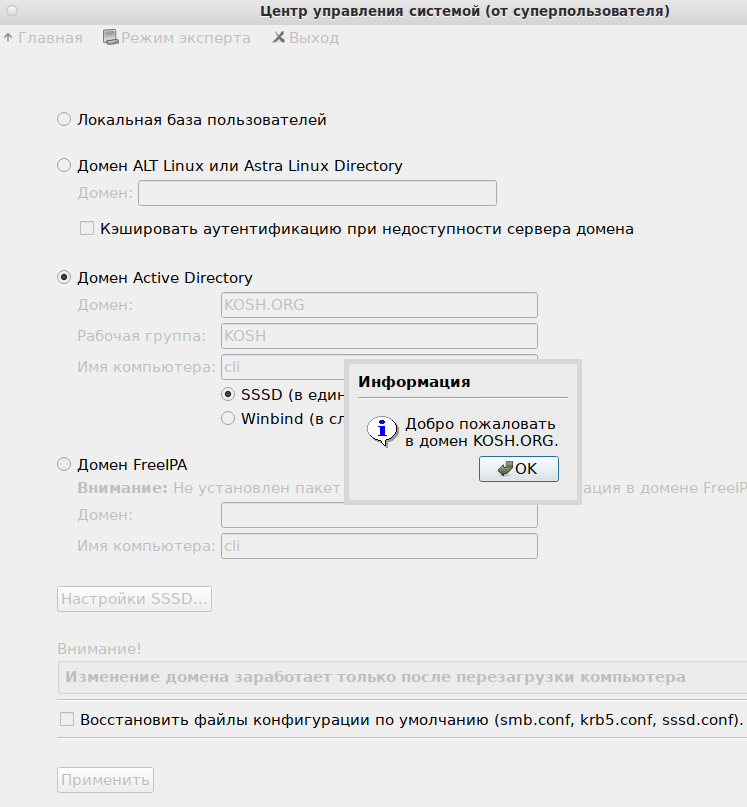 Центр управления системой (от суперпользователя)
Главная Режим эксперта Выход
Локальная база пользователей
Домен ALT Linux или Astra Linux Directory
Домен:
Кэшировать аутентификацию при недоступности сервера домена
Домен Active Directory
Домен: KOSH.ORG
Рабочая группа: KOSH
Имя компьютера: cli
SSSD (в един
Winbind (в сл
Информация
Добро пожаловать
в домен KOSH.ORG.
OK
Домен FreeIPA
Внимание: Не установлен пакет ация в домене FreeIP
Домен:
Имя компьютера: cli
Настройки SSSD...
Внимание!
Изменение домена заработает только после перезагрузки компьютера
Восстановить файлы конфигурации по умолчанию (smb.conf, krb5.conf, sssd.conf).
Применить